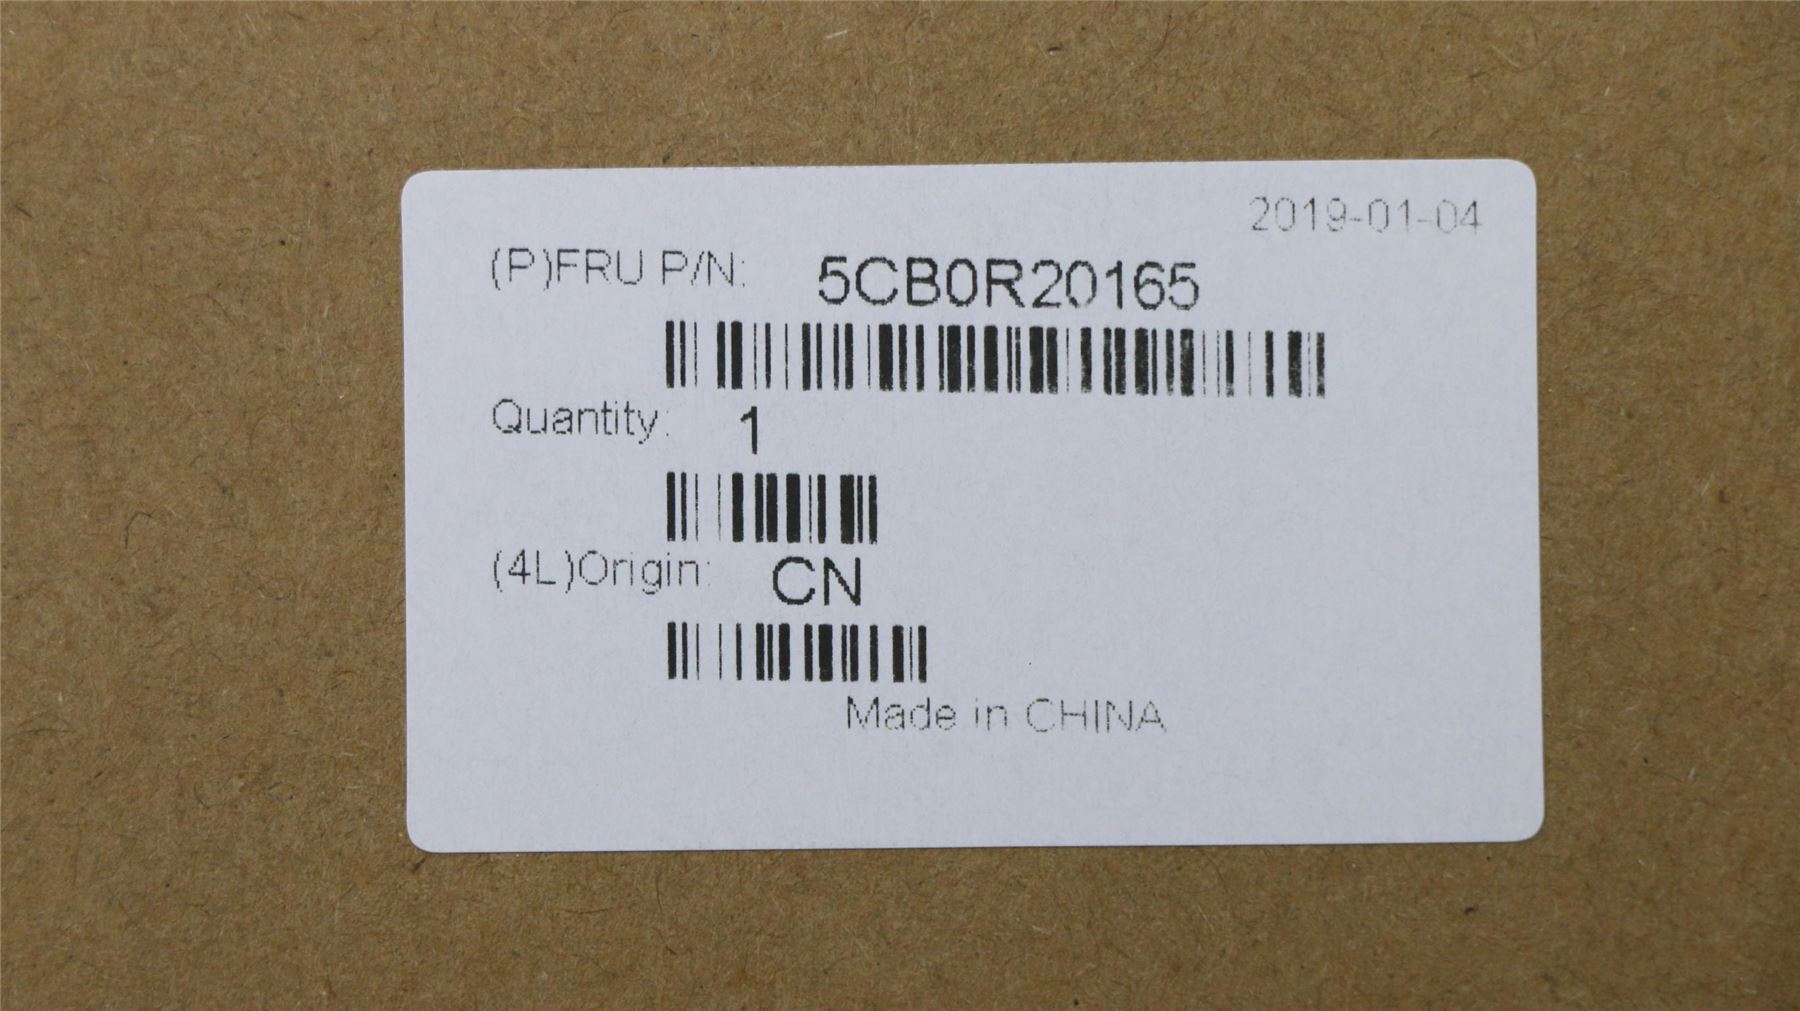 2019-01-04
(P)FRU P/N: 5CB0R20165
Quantity: 1
(4L)Origin: CN
Made in CHINA